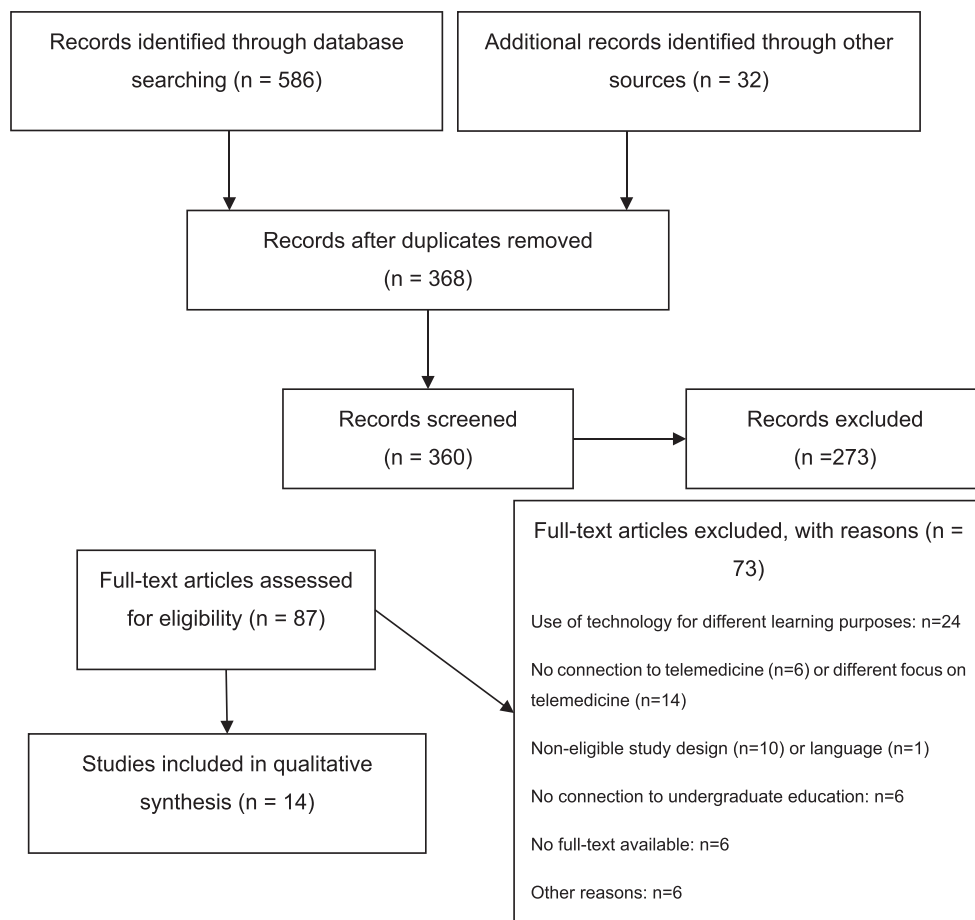 Records identified through database
searching (n = 586)
Additional records identified through other
sources (n = 32)
Records after duplicates removed
(n = 368)
Records screened
(n = 360)
Records excluded
(n =273)
Full-text articles assessed
for eligibility (n = 87)
Full-text articles excluded, with reasons (n =
73)
Use of technology for different learning purposes: n=24
No connection to telemedicine (n=6) or different focus on
telemedicine (n=14)
Non-eligible study design (n=10) or language (n=1)
No connection to undergraduate education: n=6
No full-text available: n=6
Other reasons: n=6
Studies included in qualitative
synthesis (n = 14)